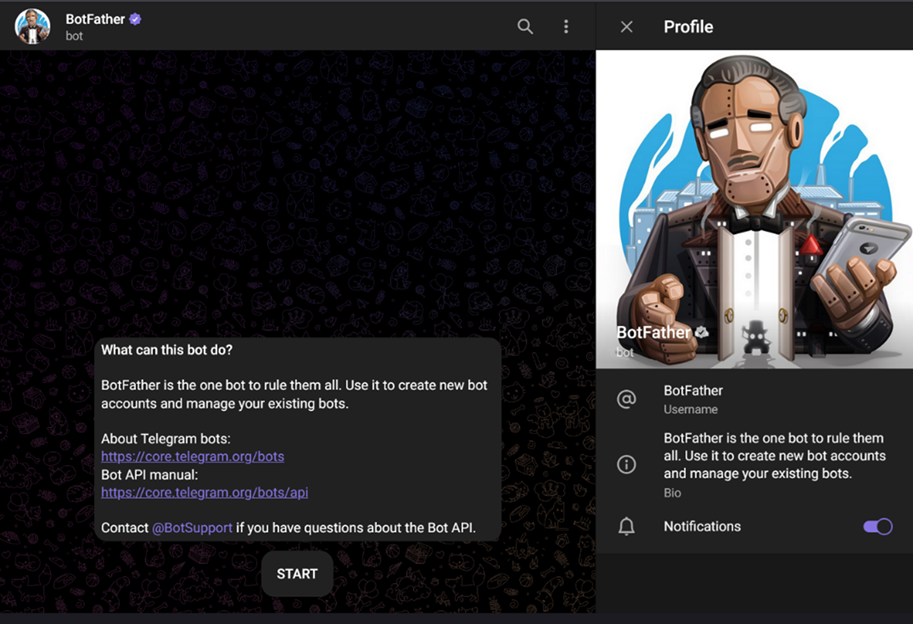 BotFather
bot
What can this bot do?
BotFather is the one bot to rule them all. Use it to create new bot
accounts and manage your existing bots.
About Telegram bots:
https://core.telegram.org/bots
Bot API manual:
https://core.telegram.org/bots/api
Contact @BotSupport if you have questions about the Bot API.
START
Profile
BotFather
bot
BotFather
Username
BotFather is the one bot to rule them
all. Use it to create new bot accounts
and manage your existing bots.
Bio
Notifications